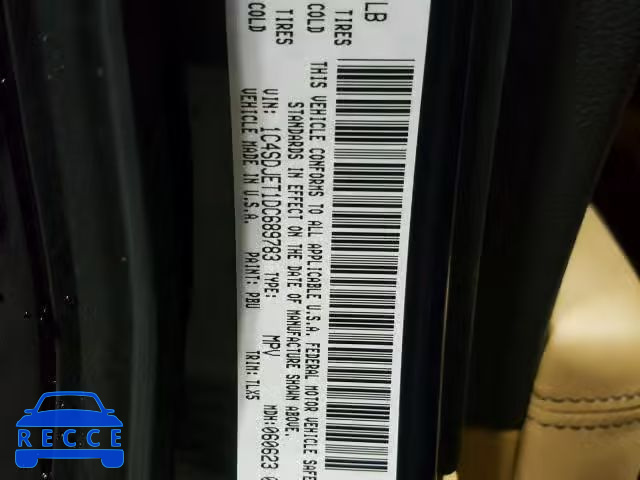 LB
TIRES COLD
TIRES COLD
THIS VEHICLE CONFORMS TO ALL APPLICABLE U.S.A. FEDERAL MOTOR VEHICLE SAFE
STANDARDS IN EFFECT ON THE DATE OF MANUFACTURE SHOWN ABOVE.
VIN: 1C4SDJET1DC689783 TYPE: MPV MDH: 060623 0
VEHICLE MADE IN U.S.A. PAINT: PBU TRIM: TLX5
RECCE